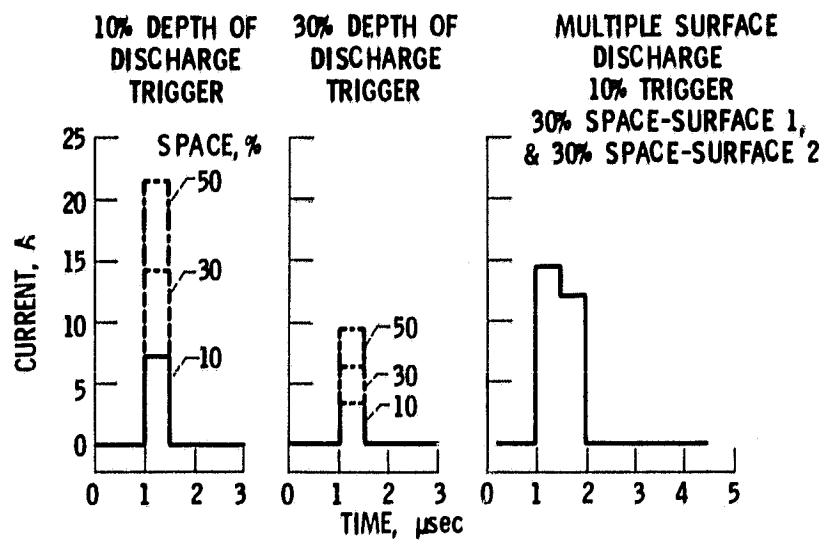 10% DEPTH OF
DISCHARGE
TRIGGER
30% DEPTH OF
DISCHARGE
TRIGGER
MULTIPLE SURFACE
DISCHARGE
10% TRIGGER
30% SPACE-SURFACE 1,
& 30% SPACE-SURFACE 2
CURRENT, A
25
20
15
10
5
0
SPACE, %
50
30
10
0 1 2 3
50
30
10
0 1 2 3
0 1 2 3 4 5
TIME, µsec